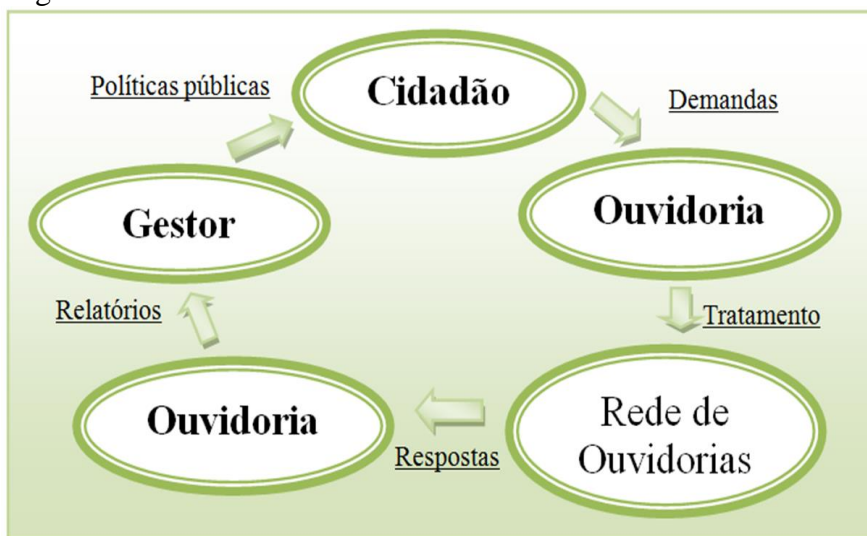 Políticas públicas
Cidadão
Demandas
Gestor
Ouvidoria
Relatórios
Tratamento
Ouvidoria
Respostas
Rede de
Ouvidorias